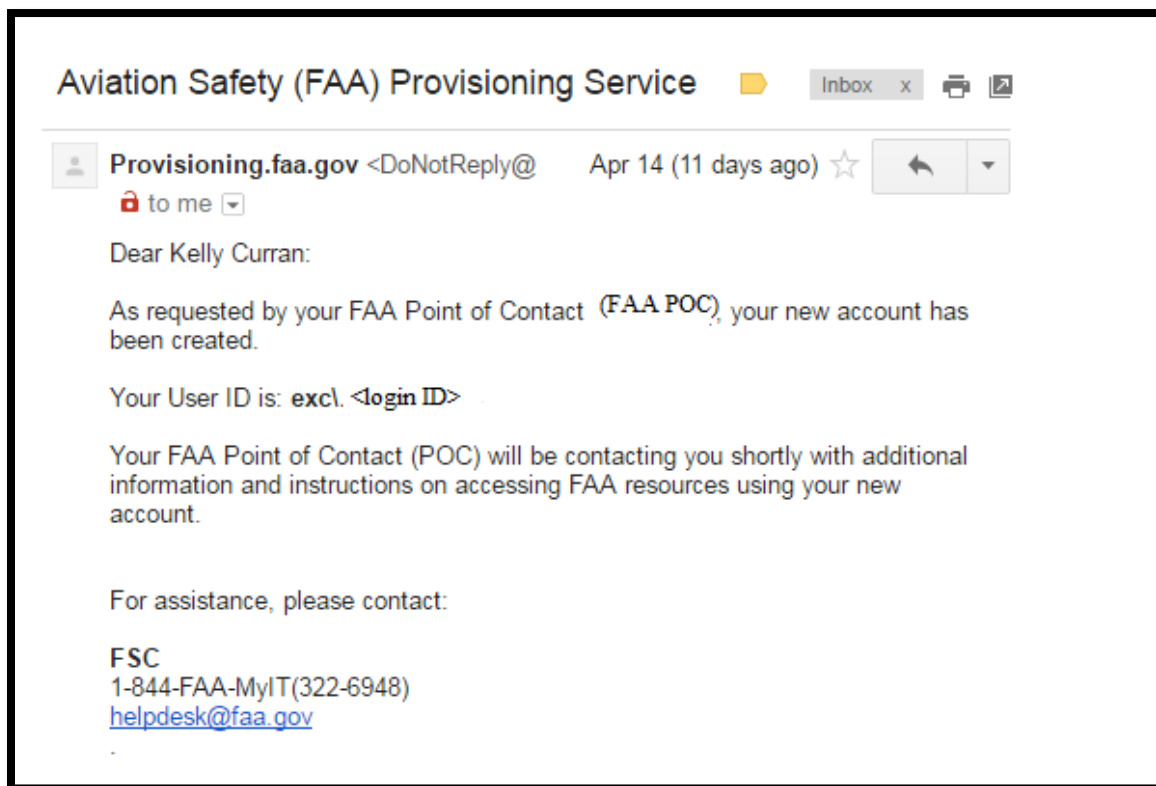 Aviation Safety (FAA) Provisioning Service Inbox x
Provisioning.faa.gov <DoNotReply@ Apr 14 (11 days ago)
to me
Dear Kelly Curran:
As requested by your FAA Point of Contact (FAA POC), your new account has
been created.
Your User ID is: exc\. <login ID>
Your FAA Point of Contact (POC) will be contacting you shortly with additional
information and instructions on accessing FAA resources using your new
account.
For assistance, please contact:
FSC
1-844-FAA-MyIT(322-6948)
helpdesk@faa.gov
.